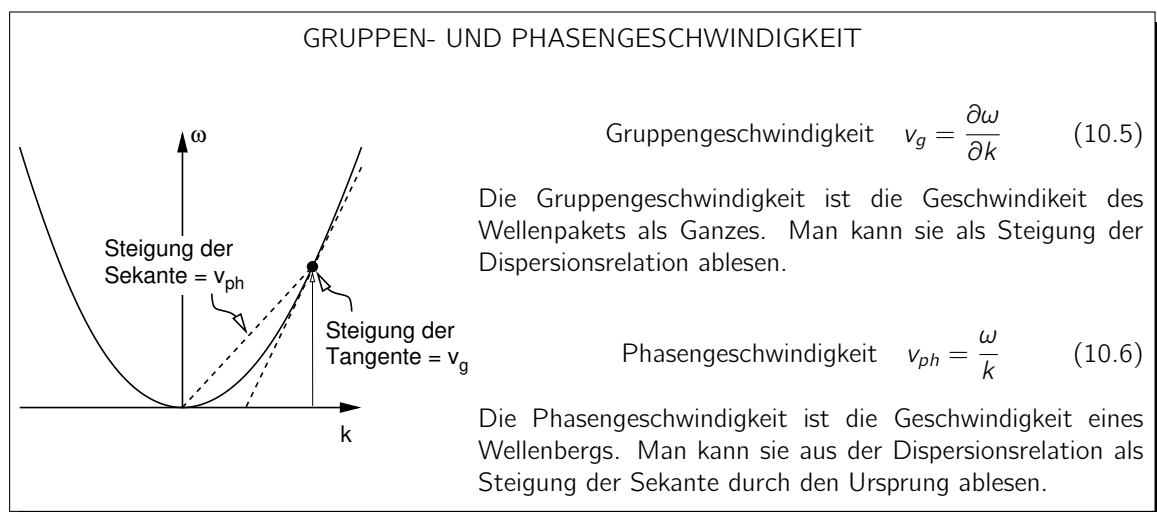 GRUPPEN- UND PHASENGESCHWINDIGKEIT
ω
Steigung der
Sekante = v_ph
Steigung der
Tangente = v_g
k
Gruppengeschwindigkeit v_g = ∂ω/∂k (10.5)
Die Gruppengeschwindigkeit ist die Geschwindikeit des
Wellenpakets als Ganzes. Man kann sie als Steigung der
Dispersionsrelation ablesen.
Phasengeschwindigkeit v_ph = ω/k (10.6)
Die Phasengeschwindigkeit ist die Geschwindigkeit eines
Wellenbergs. Man kann sie aus der Dispersionsrelation als
Steigung der Sekante durch den Ursprung ablesen.